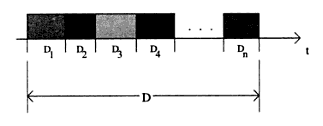 . . .
D1 D2 D3 D4 Dn t
D